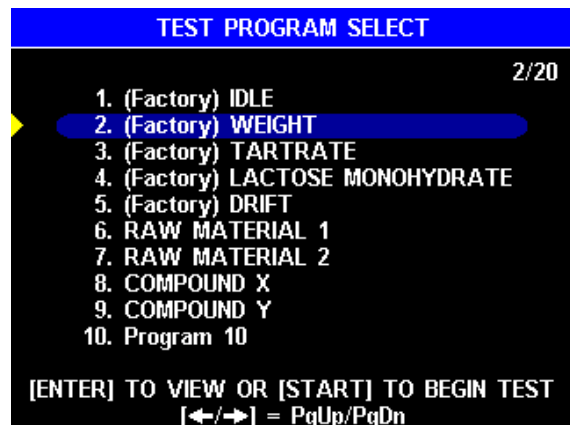 TEST PROGRAM SELECT
2/20
1. (Factory) IDLE
2. (Factory) WEIGHT
3. (Factory) TARTRATE
4. (Factory) LACTOSE MONOHYDRATE
5. (Factory) DRIFT
6. RAW MATERIAL 1
7. RAW MATERIAL 2
8. COMPOUND X
9. COMPOUND Y
10. Program 10
[ENTER] TO VIEW OR [START] TO BEGIN TEST
[←/→] = PgUp/PgDn